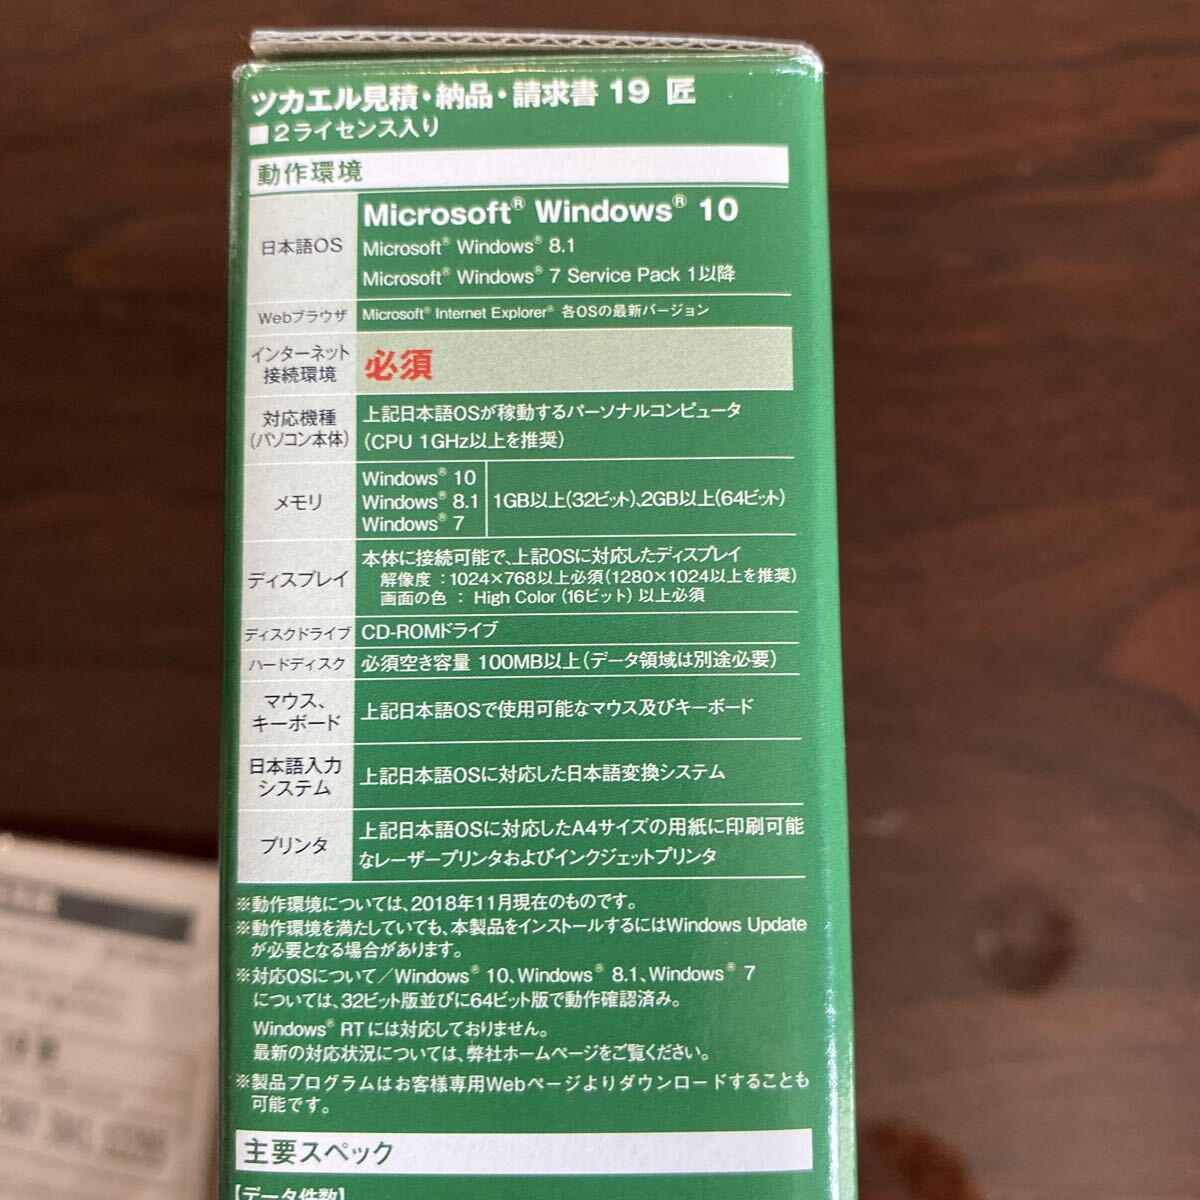 ツカエル見積・納品・請求書 19 匠
■2ライセンス入り
動作環境
日本語OS
Microsoft® Windows® 10
Microsoft® Windows® 8.1
Microsoft® Windows® 7 Service Pack 1以降
Webブラウザ
Microsoft® Internet Explorer® 各OSの最新バージョン
インターネット
接続環境
必須
対応機種
(パソコン本体)
上記日本語OSが稼動するパーソナルコンピュータ
(CPU 1GHz以上を推奨)
メモリ
Windows® 10
Windows® 8.1
Windows® 7
1GB以上(32ビット)、2GB以上(64ビット)
ディスプレイ
本体に接続可能で、上記OSに対応したディスプレイ
解像度 : 1024×768以上必須(1280×1024以上を推奨)
画面の色 : High Color (16ビット) 以上必須
ディスクドライブ
CD-ROMドライブ
ハードディスク
必須空き容量 100MB以上(データ領域は別途必要)
マウス、
キーボード
上記日本語OSで使用可能なマウス及びキーボード
日本語入力
システム
上記日本語OSに対応した日本語変換システム
プリンタ
上記日本語OSに対応したA4サイズの用紙に印刷可能
なレーザープリンタおよびインクジェットプリンタ
※動作環境については、2018年11月現在のものです。
※動作環境を満たしていても、本製品をインストールするにはWindows Update
が必要となる場合があります。
※対応OSについて/Windows® 10、Windows® 8.1、Windows® 7
については、32ビット版並びに64ビット版で動作確認済み。
Windows® RTには対応しておりません。
最新の対応状況については、弊社ホームページをご覧ください。
※製品プログラムはお客様専用Webページよりダウンロードすることも
可能です。
主要スペック
【データ件数】